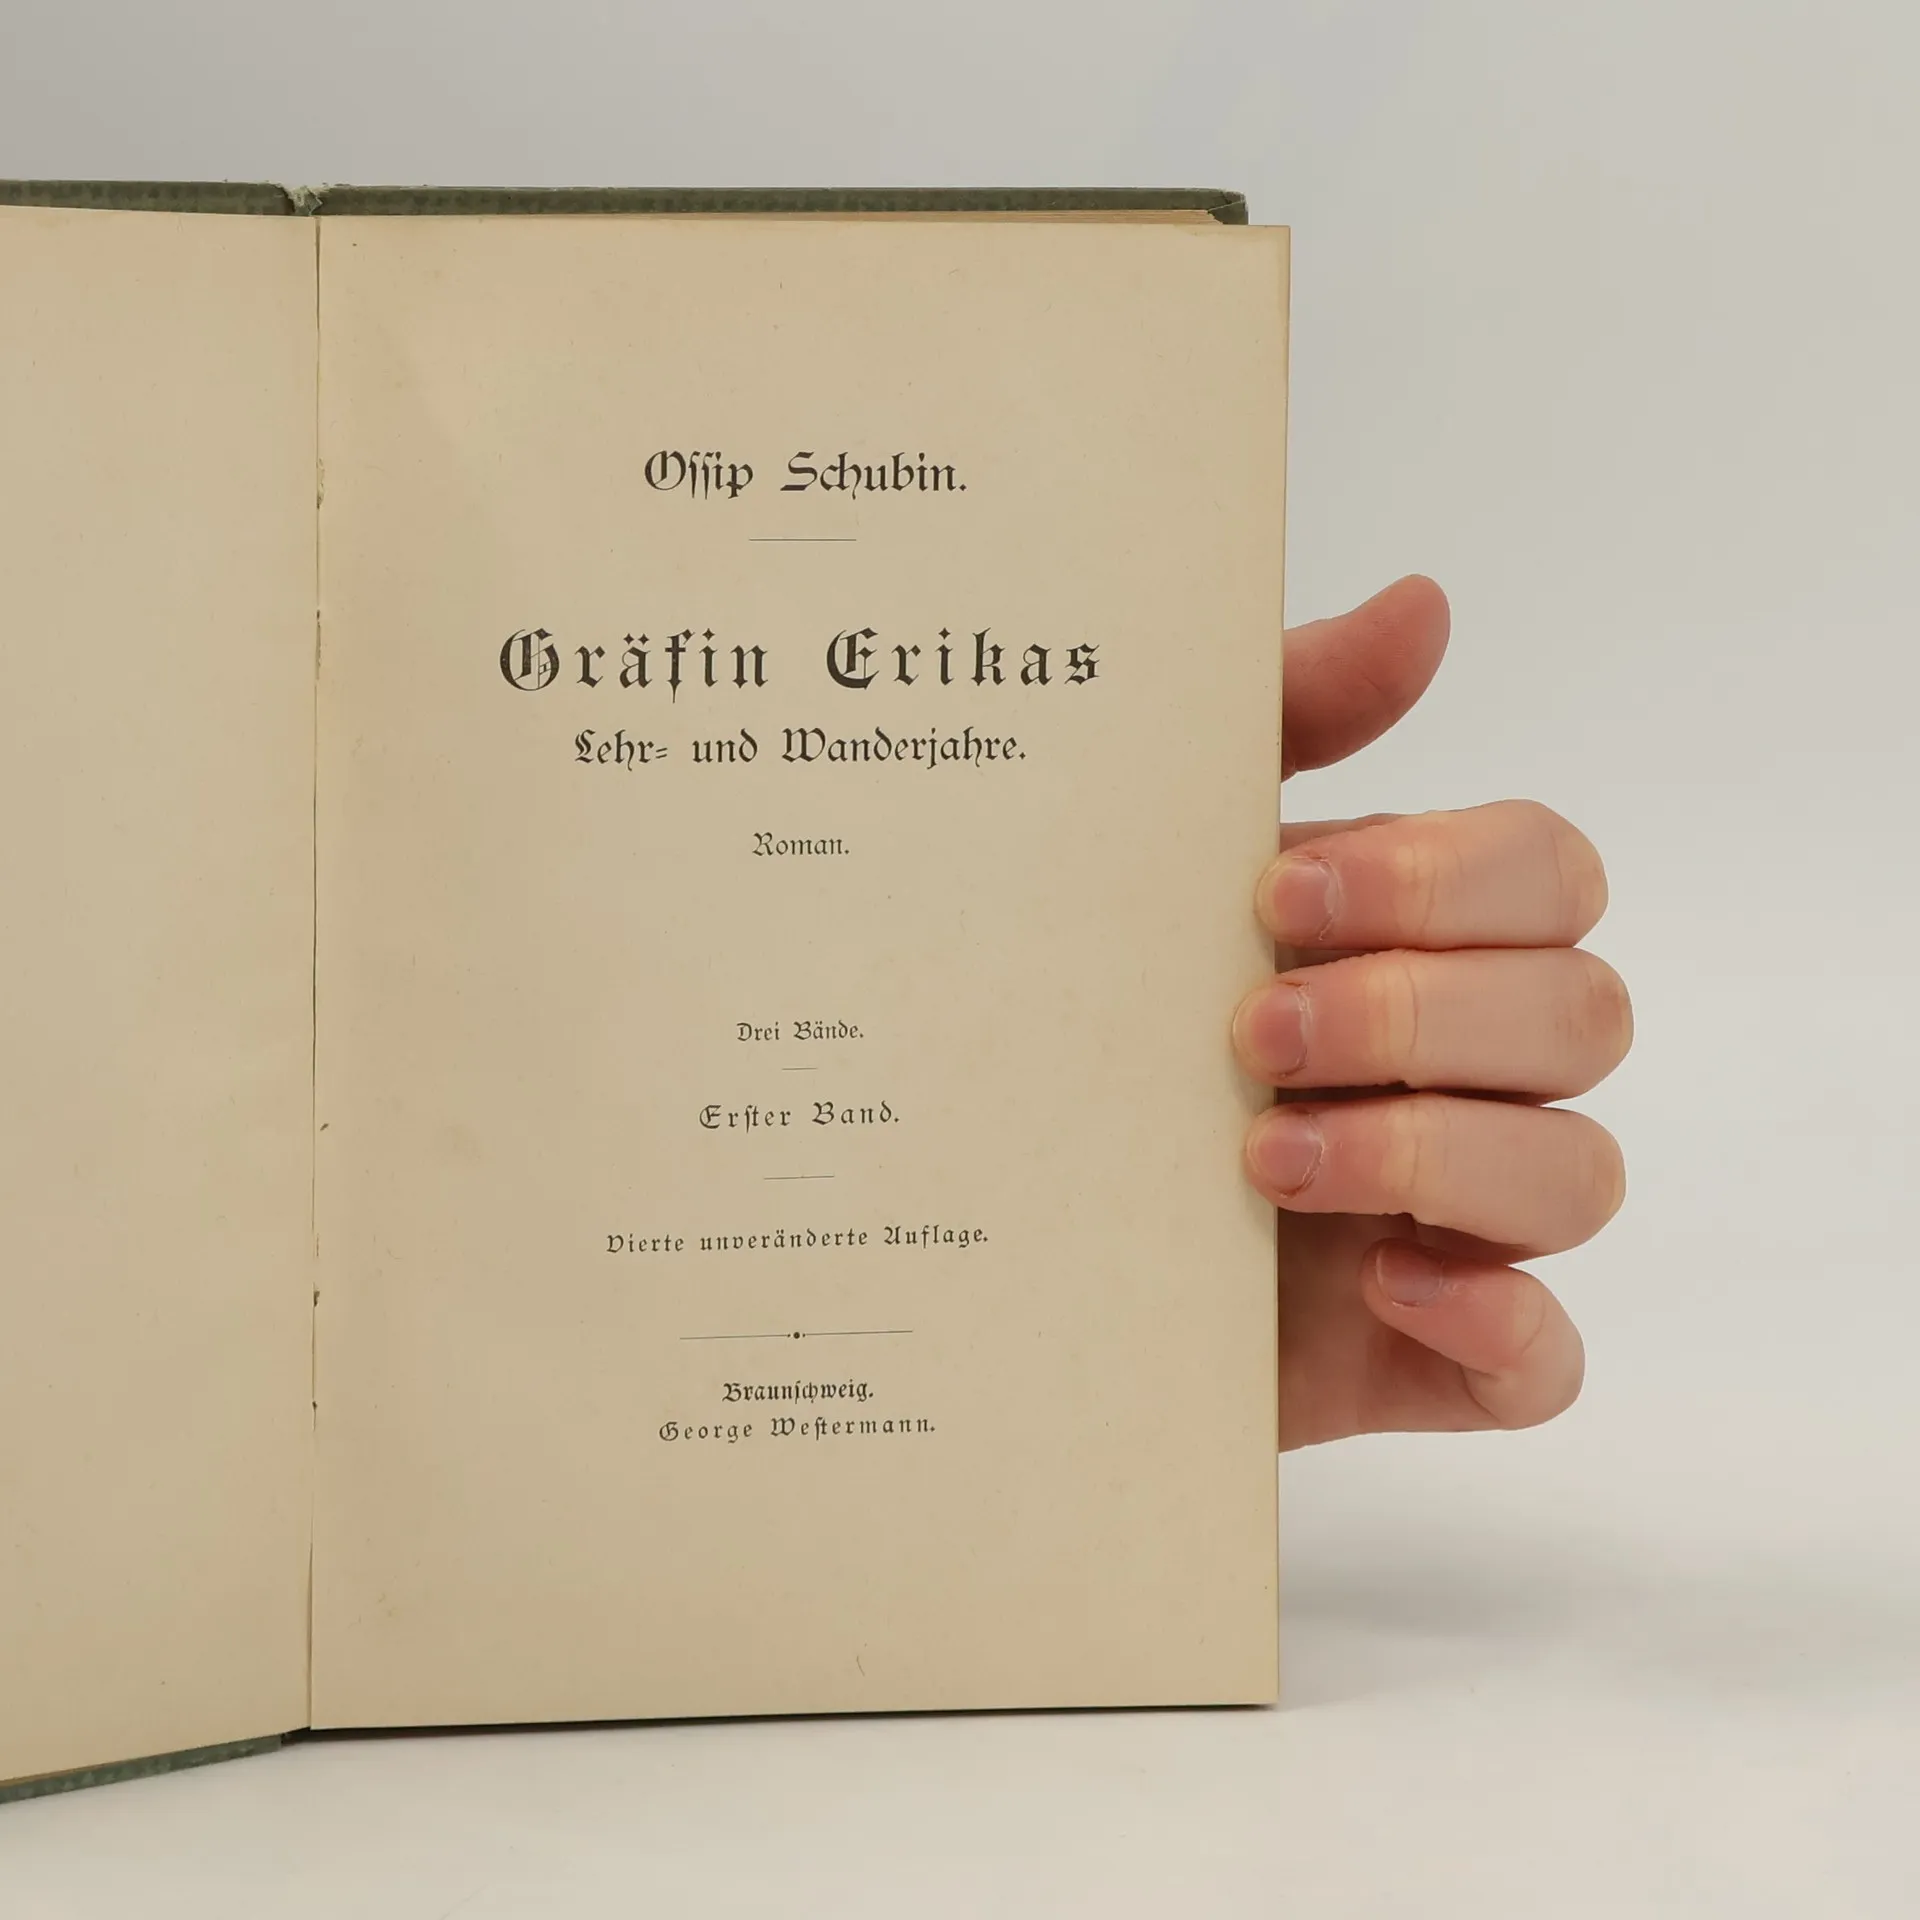 Oſſip Schubin.
Gräfin Erikas
Lehr- und Wanderjahre.
Roman.
Drei Bände.
Erſter Band.
Vierte unveränderte Auflage.
Braunſchweig.
George Weſtermann.